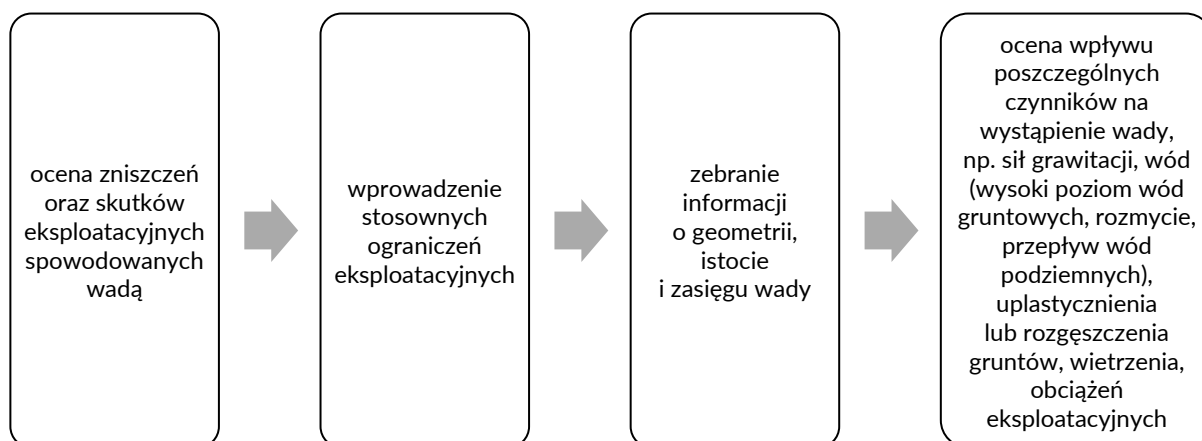 ocena zniszczeń
oraz skutków
eksploatacyjnych
spowodowanych
wadą
wprowadzenie
stosownych
ograniczeń
eksploatacyjnych
zebranie
informacji
o geometrii,
istocie
i zasięgu wady
ocena wpływu
poszczególnych
czynników na
wystąpienie wady,
np. sił grawitacji, wód
(wysoki poziom wód
gruntowych, rozmycie,
przepływ wód
podziemnych),
uplastycznienia
lub rozgęszczenia
gruntów, wietrzenia,
obciążeń
eksploatacyjnych